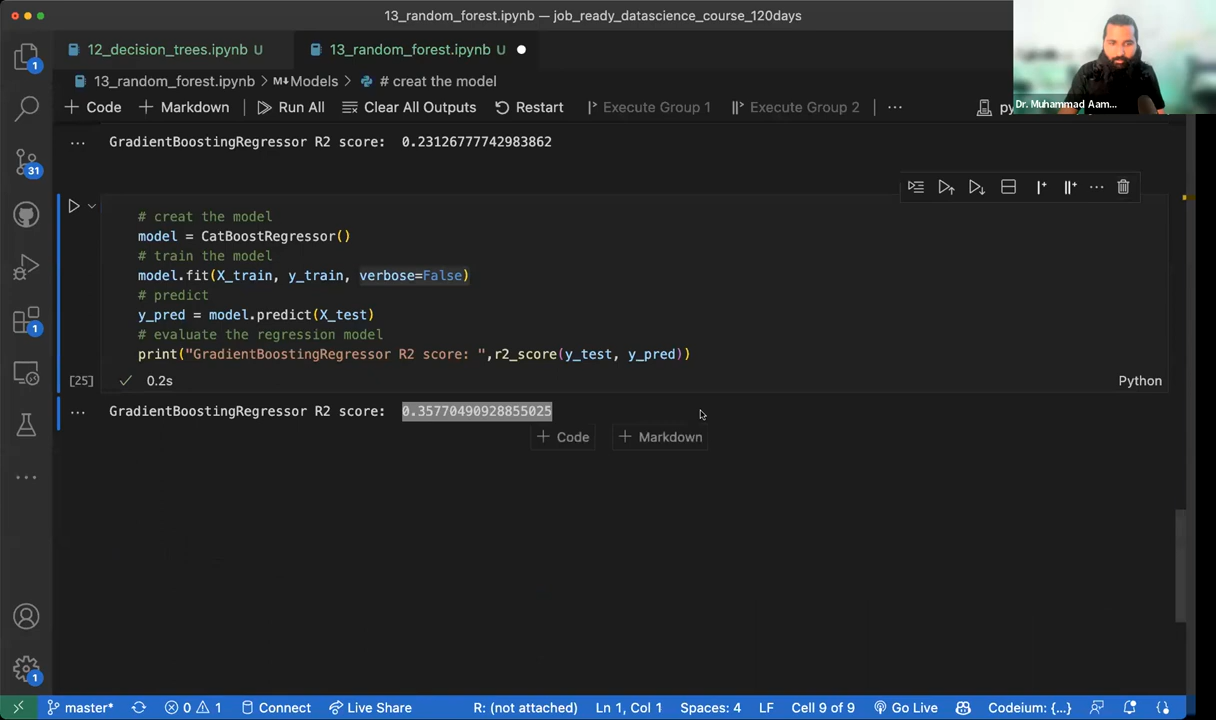 13_random_forest.ipynb — job_ready_datascience_course_120days
12_decision_trees.ipynb U
13_random_forest.ipynb U
13_random_forest.ipynb > M↓Models > # creat the model
+ Code + Markdown Run All Clear All Outputs Restart Execute Group 1 Execute Group 2 ... py
Dr. Muhammad Aam...
... GradientBoostingRegressor R2 score: 0.23126777742983862
# creat the model
model = CatBoostRegressor()
# train the model
model.fit(X_train, y_train, verbose=False)
# predict
y_pred = model.predict(X_test)
# evaluate the regression model
print("GradientBoostingRegressor R2 score: ",r2_score(y_test, y_pred))
[25] ✓ 0.2s Python
... GradientBoostingRegressor R2 score: 0.35770490928855025
+ Code + Markdown
1
31
1
1
master* 0 1 Connect Live Share R: (not attached) Ln 1, Col 1 Spaces: 4 LF Cell 9 of 9 Go Live Codeium: {...}